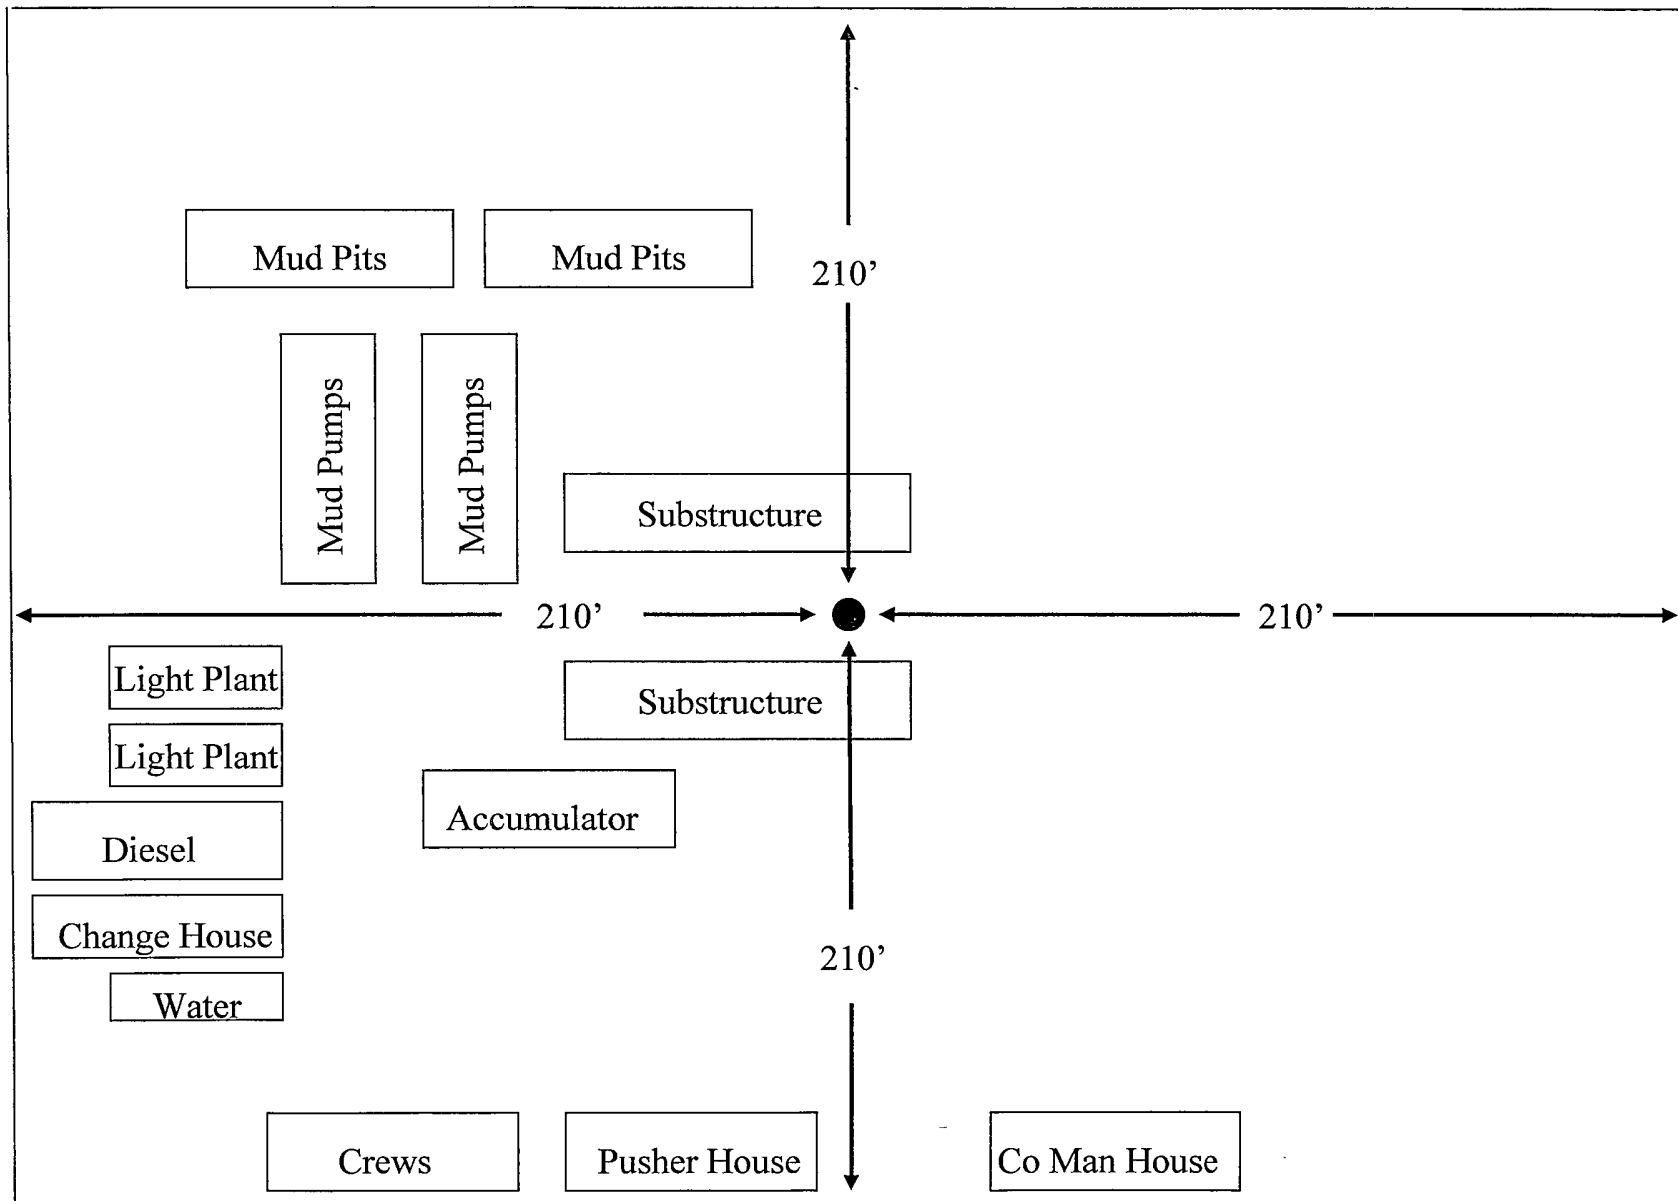 Mud Pits
Mud Pits
210’
Mud Pumps
Mud Pumps
Substructure
210’
210’
Light Plant
Substructure
Light Plant
Accumulator
Diesel
Change House
210’
Water
Crews
Pusher House
Co Man House